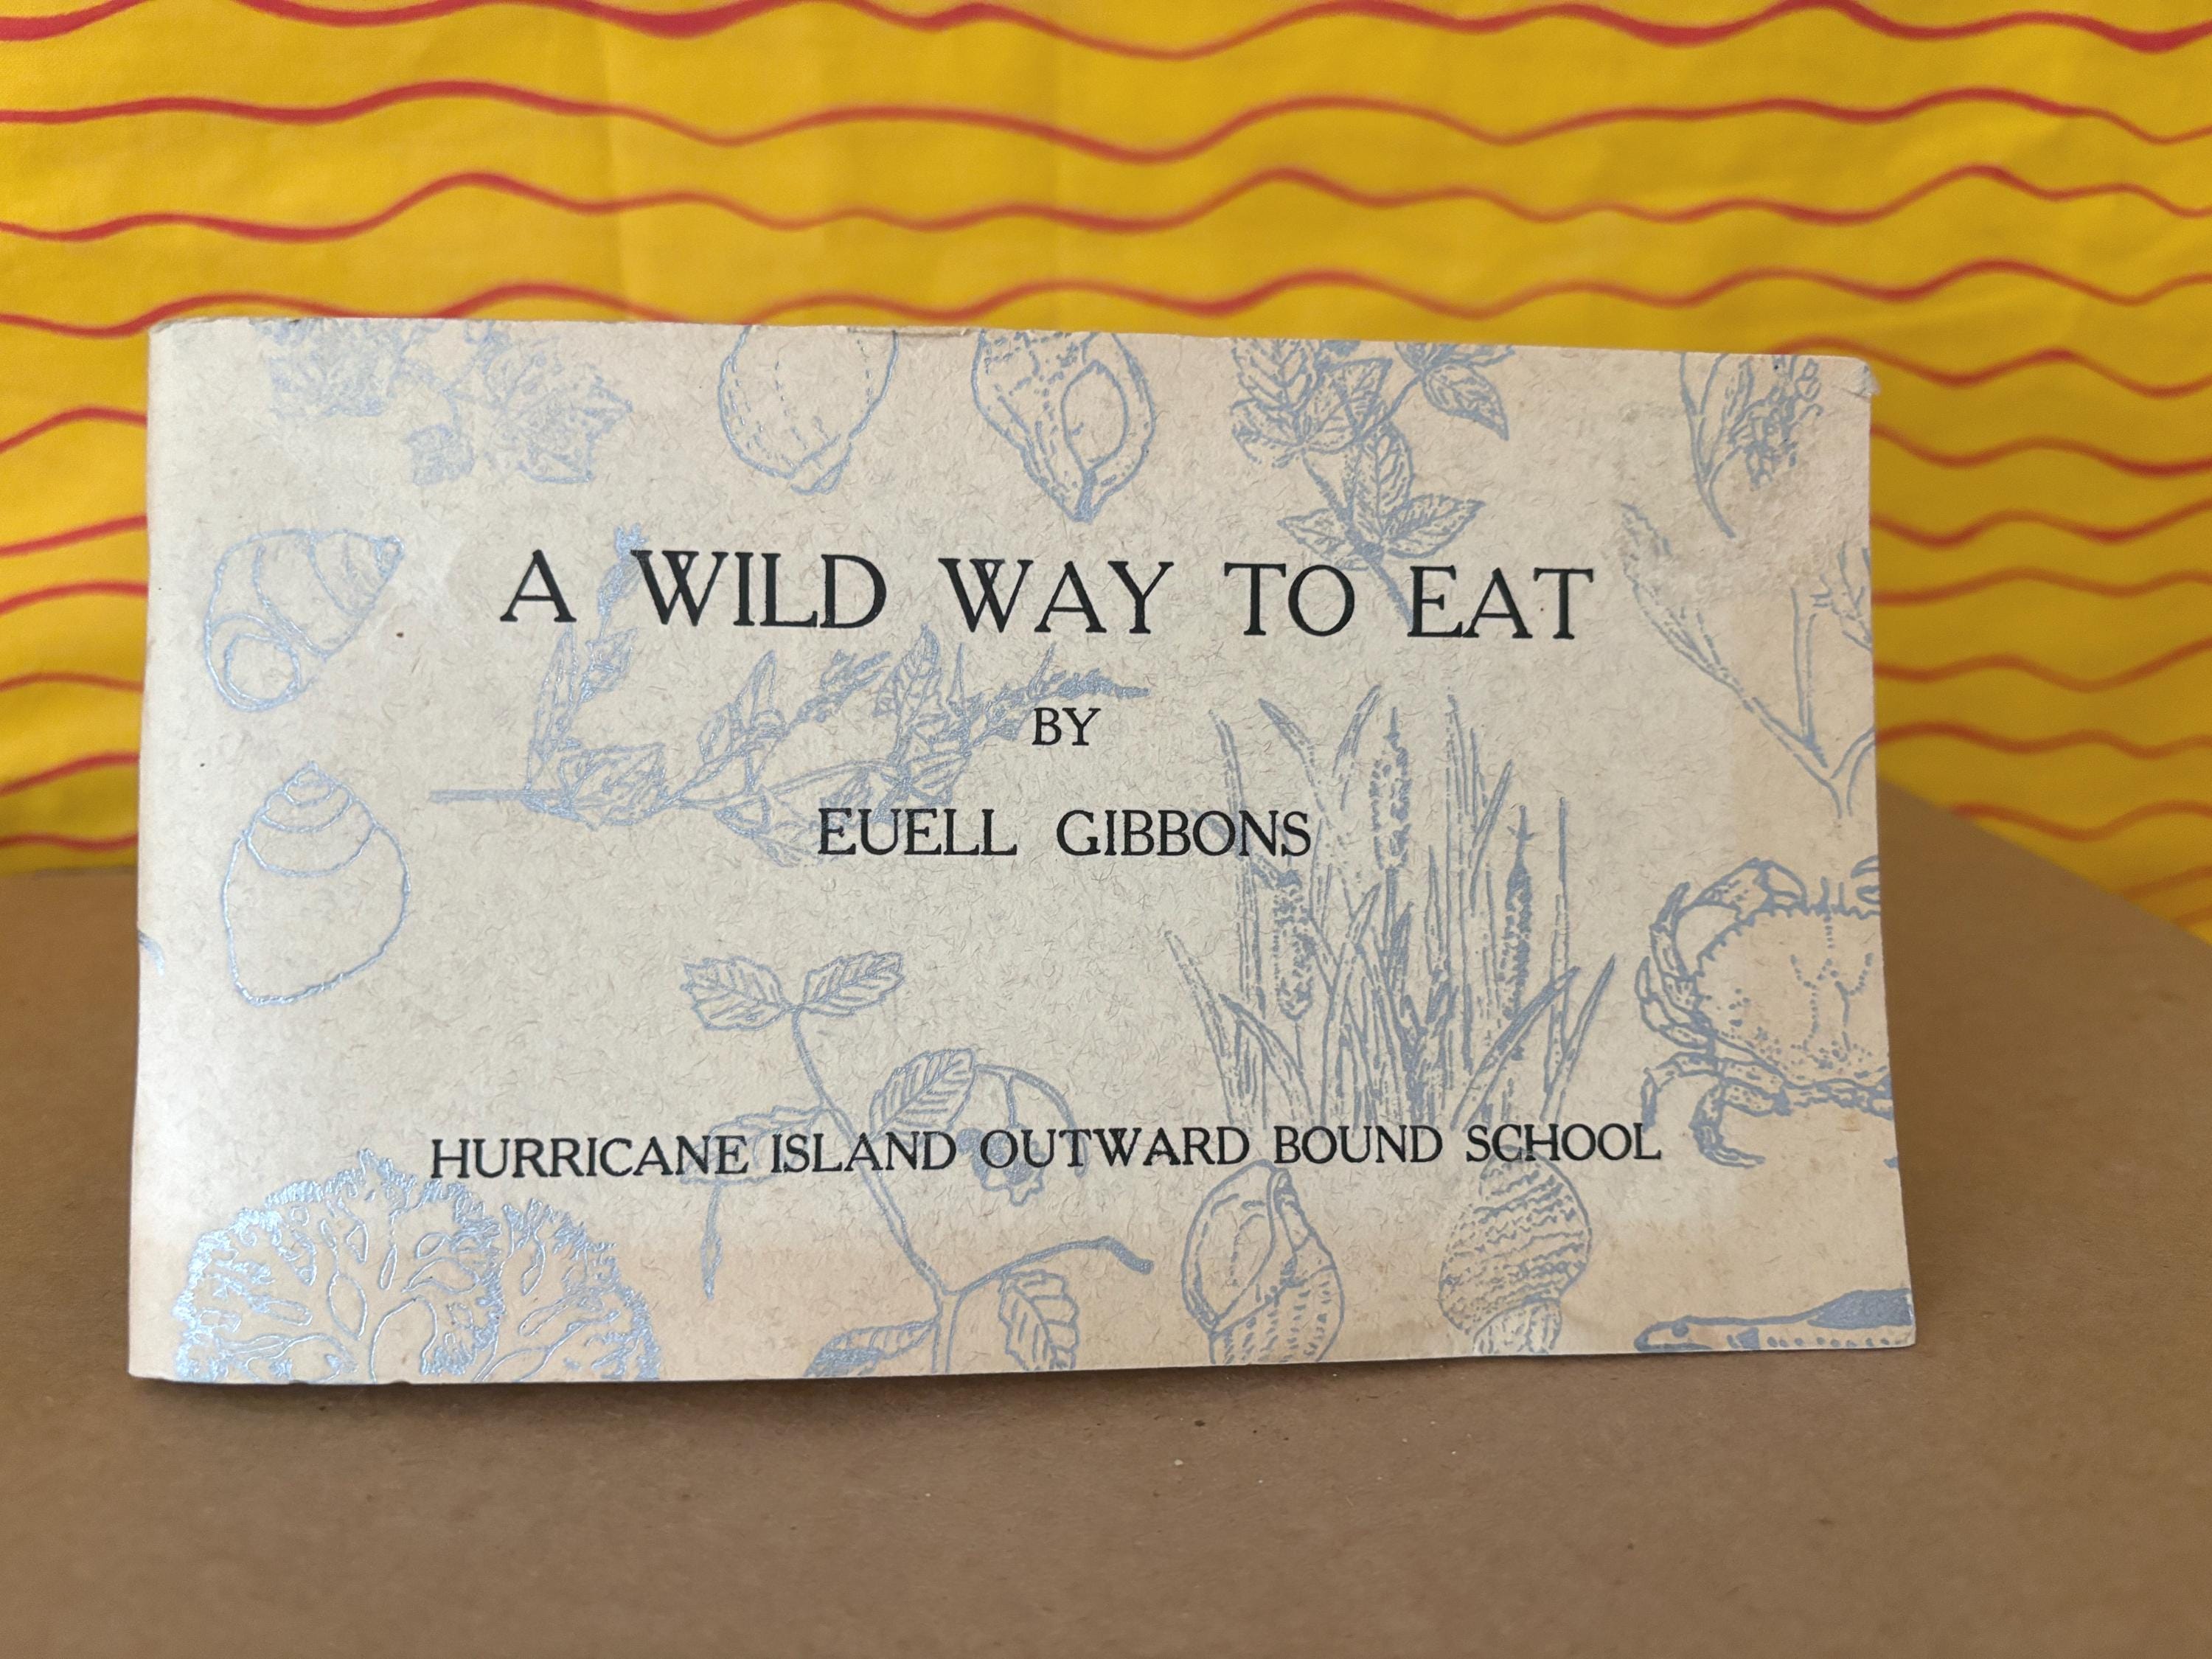 A WILD WAY TO EAT
BY
EUELL GIBBONS
HURRICANE ISLAND OUTWARD BOUND SCHOOL